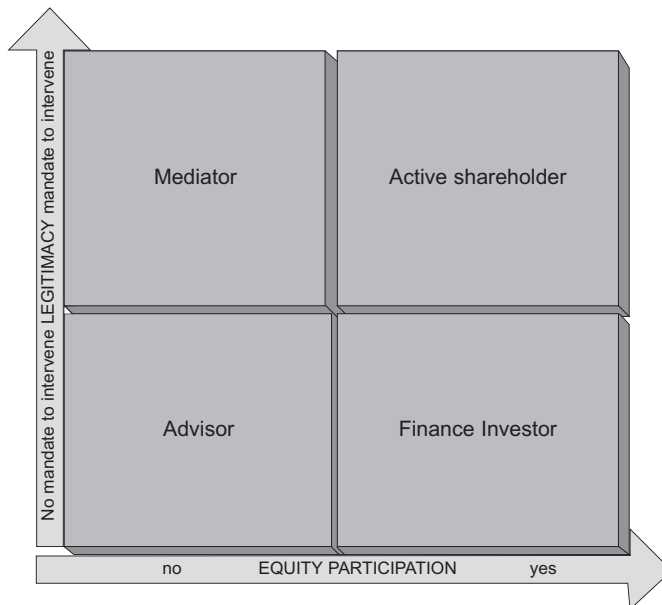 No mandate to intervene LEGITIMACY mandate to intervene
Mediator
Active shareholder
Advisor
Finance Investor
no EQUITY PARTICIPATION yes